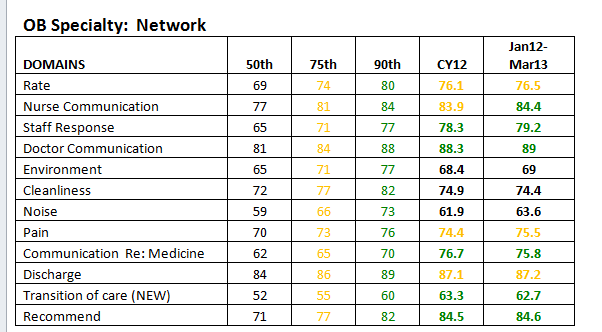 OB Specialty: Network
Jan12-
DOMAINS 50th 75th 90th CY12 Mar13
Rate 69 74 80 76.1 76.5
Nurse Communication 77 81 84 83.9 84.4
Staff Response 65 71 77 78.3 79.2
Doctor Communication 81 84 88 88.3 89
Environment 65 71 77 68.4 69
Cleanliness 72 77 82 74.9 74.4
Noise 59 66 73 61.9 63.6
Pain 70 73 76 74.4 75.5
Communication Re: Medicine 62 65 70 76.7 75.8
Discharge 84 86 89 87.1 87.2
Transition of care (NEW) 52 55 60 63.3 62.7
Recommend 71 77 82 84.5 84.6